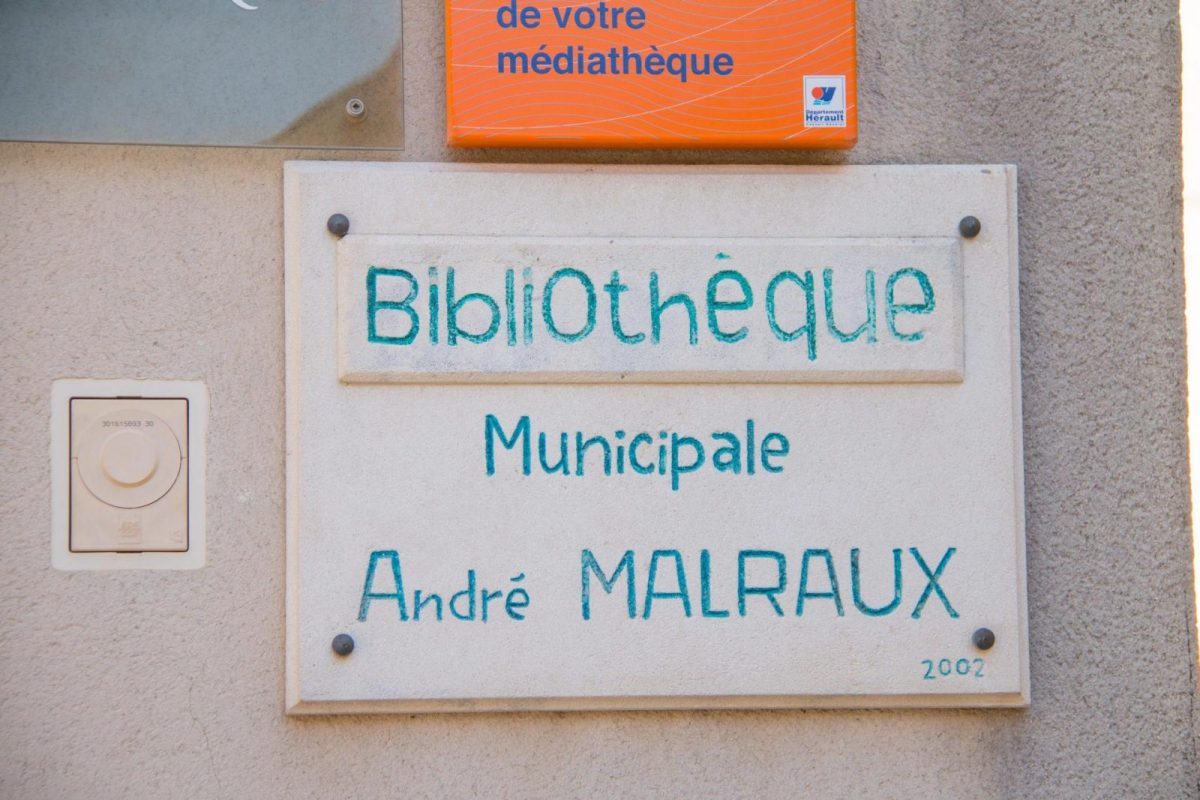 de votre
médiathèque
Département
Hérault
Bibliothèque
Municipale
André MALRAUX
2002